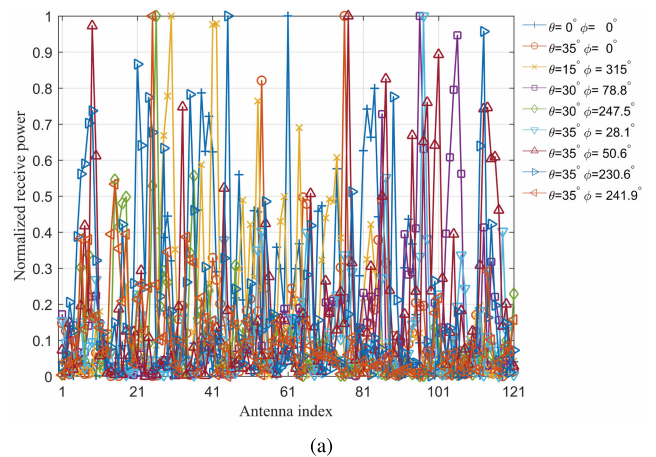 1
0.9
0.8
0.7
0.6
0.5
0.4
0.3
0.2
0.1
0
Normalized receive power
1 21 41 61 81 101 121
Antenna index
θ= 0° ϕ= 0°
θ=35° ϕ= 0°
θ=15° ϕ = 315°
θ=30° ϕ = 78.8°
θ=30° ϕ=247.5°
θ=35° ϕ = 28.1°
θ=35° ϕ = 50.6°
θ=35° ϕ=230.6°
θ=35° ϕ = 241.9°
(a)